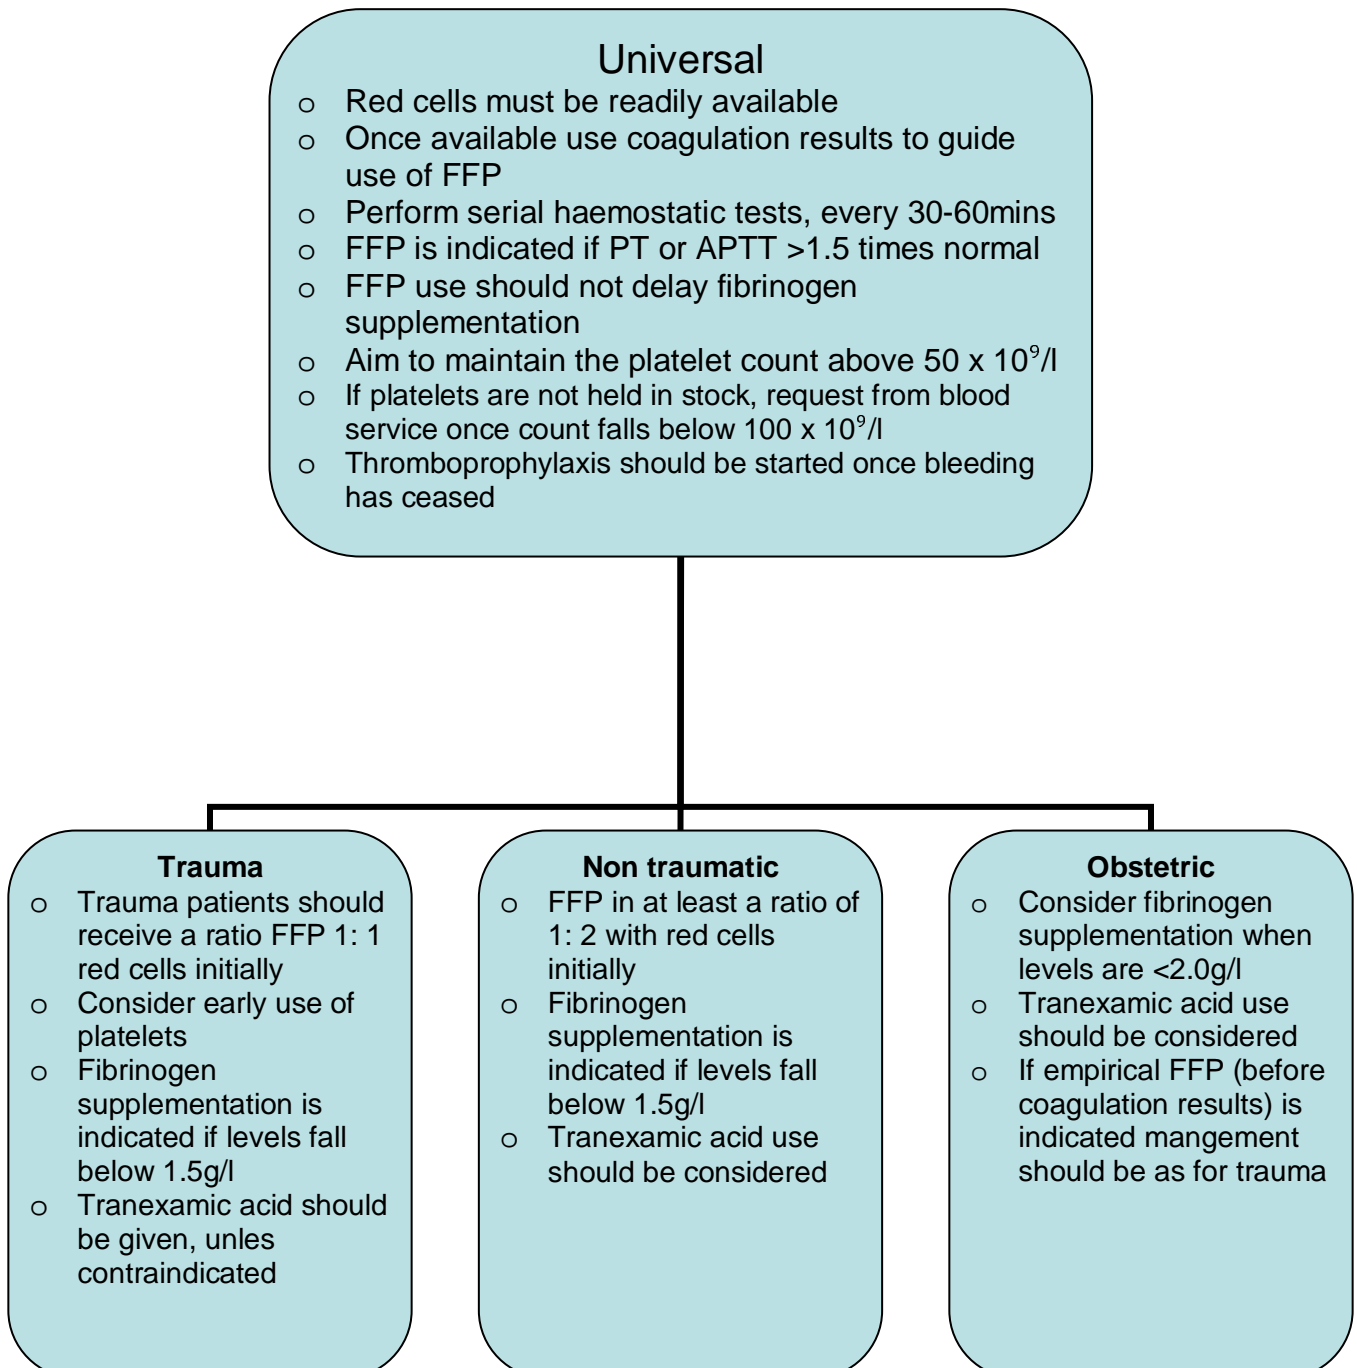 Universal
o Red cells must be readily available
o Once available use coagulation results to guide
use of FFP
o Perform serial haemostatic tests, every 30-60mins
o FFP is indicated if PT or APTT >1.5 times normal
o FFP use should not delay fibrinogen
supplementation
o Aim to maintain the platelet count above 50 x 10⁹/l
o If platelets are not held in stock, request from blood
service once count falls below 100 x 10⁹/l
o Thromboprophylaxis should be started once bleeding
has ceased
Trauma
o Trauma patients should
receive a ratio FFP 1: 1
red cells initially
o Consider early use of
platelets
o Fibrinogen
supplementation is
indicated if levels fall
below 1.5g/l
o Tranexamic acid should
be given, unles
contraindicated
Non traumatic
o FFP in at least a ratio of
1: 2 with red cells
initially
o Fibrinogen
supplementation is
indicated if levels fall
below 1.5g/l
o Tranexamic acid use
should be considered
Obstetric
o Consider fibrinogen
supplementation when
levels are <2.0g/l
o Tranexamic acid use
should be considered
o If empirical FFP (before
coagulation results) is
indicated mangement
should be as for trauma